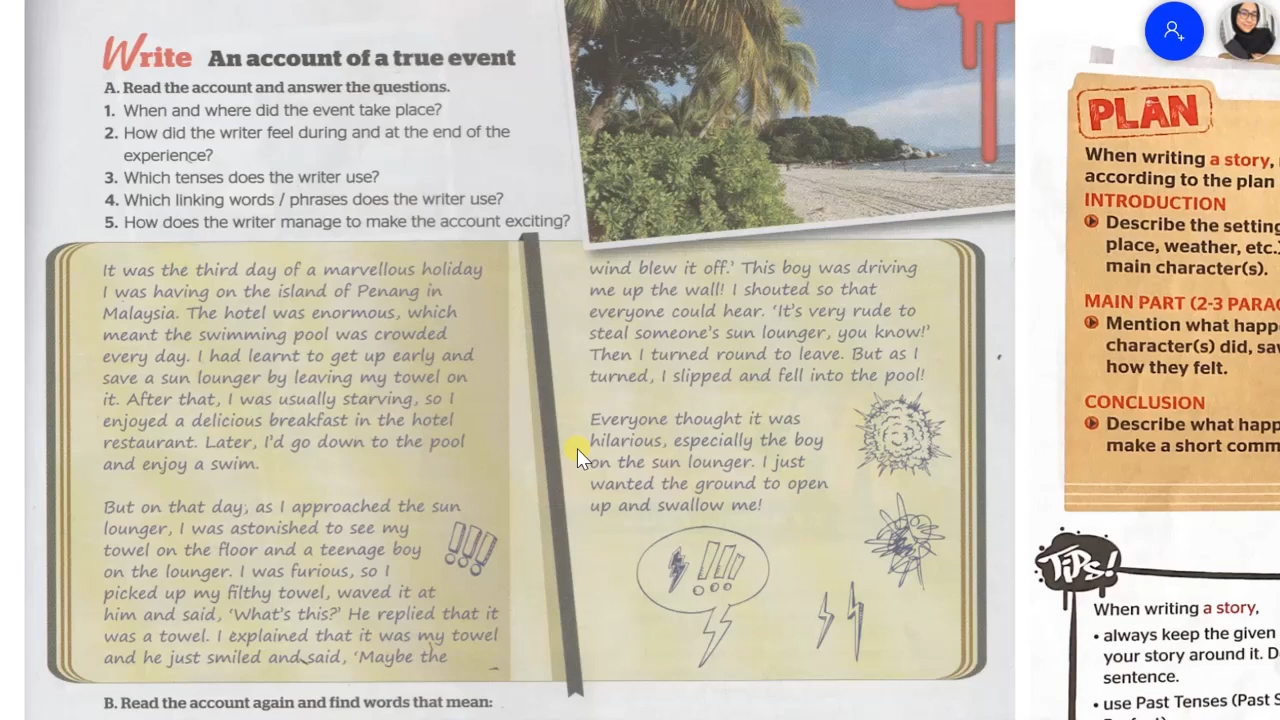 Write An account of a true event
A. Read the account and answer the questions.
1. When and where did the event take place?
2. How did the writer feel during and at the end of the
experience?
3. Which tenses does the writer use?
4. Which linking words / phrases does the writer use?
5. How does the writer manage to make the account exciting?
It was the third day of a marvellous holiday
I was having on the island of Penang in
Malaysia. The hotel was enormous, which
meant the swimming pool was crowded
every day. I had learnt to get up early and
save a sun lounger by leaving my towel on
it. After that, I was usually starving, so I
enjoyed a delicious breakfast in the hotel
restaurant. Later, I'd go down to the pool
and enjoy a swim.
But on that day, as I approached the sun
lounger, I was astonished to see my
towel on the floor and a teenage boy
on the lounger. I was furious, so I
picked up my filthy towel, waved it at
him and said, 'What's this?' He replied that it
was a towel. I explained that it was my towel
and he just smiled and said, 'Maybe the
wind blew it off.' This boy was driving
me up the wall! I shouted so that
everyone could hear. 'It's very rude to
steal someone's sun lounger, you know!'
Then I turned round to leave. But as I
turned, I slipped and fell into the pool!
Everyone thought it was
hilarious, especially the boy
on the sun lounger. I just
wanted the ground to open
up and swallow me!
!!!
!!!
B. Read the account again and find words that mean:
PLAN
When writing a story,
according to the plan
INTRODUCTION
Describe the setting
place, weather, etc.
main character(s).
MAIN PART (2-3 PARA
Mention what happ
character(s) did, sa
how they felt.
CONCLUSION
Describe what happ
make a short comm
TiPS!
When writing a story,
• always keep the given
your story around it. D
sentence.
• use Past Tenses (Past S